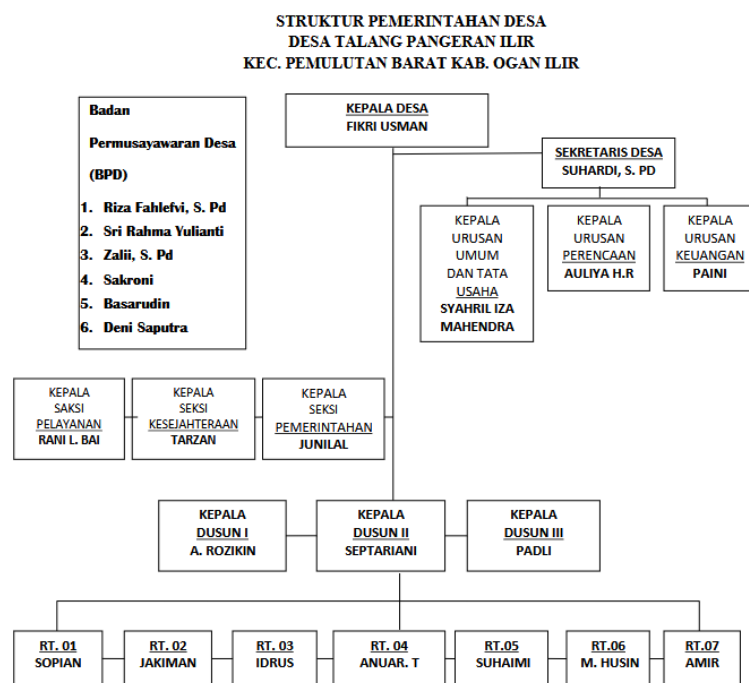 STRUKTUR PEMERINTAHAN DESA
DESA TALANG PANGERAN ILIR
KEC. PEMULUTAN BARAT KAB. OGAN ILIR
Badan
Permusayawaran Desa
(BPD)
1. Riza Fahlefvi, S. Pd
2. Sri Rahma Yulianti
3. Zalii, S. Pd
4. Sakroni
5. Basarudin
6. Deni Saputra
KEPALA DESA
FIKRI USMAN
SEKRETARIS DESA
SUHARDI, S. PD
KEPALA
URUSAN
UMUM
DAN TATA
USAHA
SYAHRIL IZA
MAHENDRA
KEPALA
URUSAN
PERENCAAN
AULIYA H.R
KEPALA
URUSAN
KEUANGAN
PAINI
KEPALA
SAKSI
PELAYANAN
RANI L. BAI
KEPALA
SEKSI
KESEJAHTERAAN
TARZAN
KEPALA
SEKSI
PEMERINTAHAN
JUNILAL
KEPALA
DUSUN I
A. ROZIKIN
KEPALA
DUSUN II
SEPTARIANI
KEPALA
DUSUN III
PADLI
RT. 01
SOPIAN
RT. 02
JAKIMAN
RT. 03
IDRUS
RT. 04
ANUAR. T
RT.05
SUHAIMI
RT.06
M. HUSIN
RT.07
AMIR